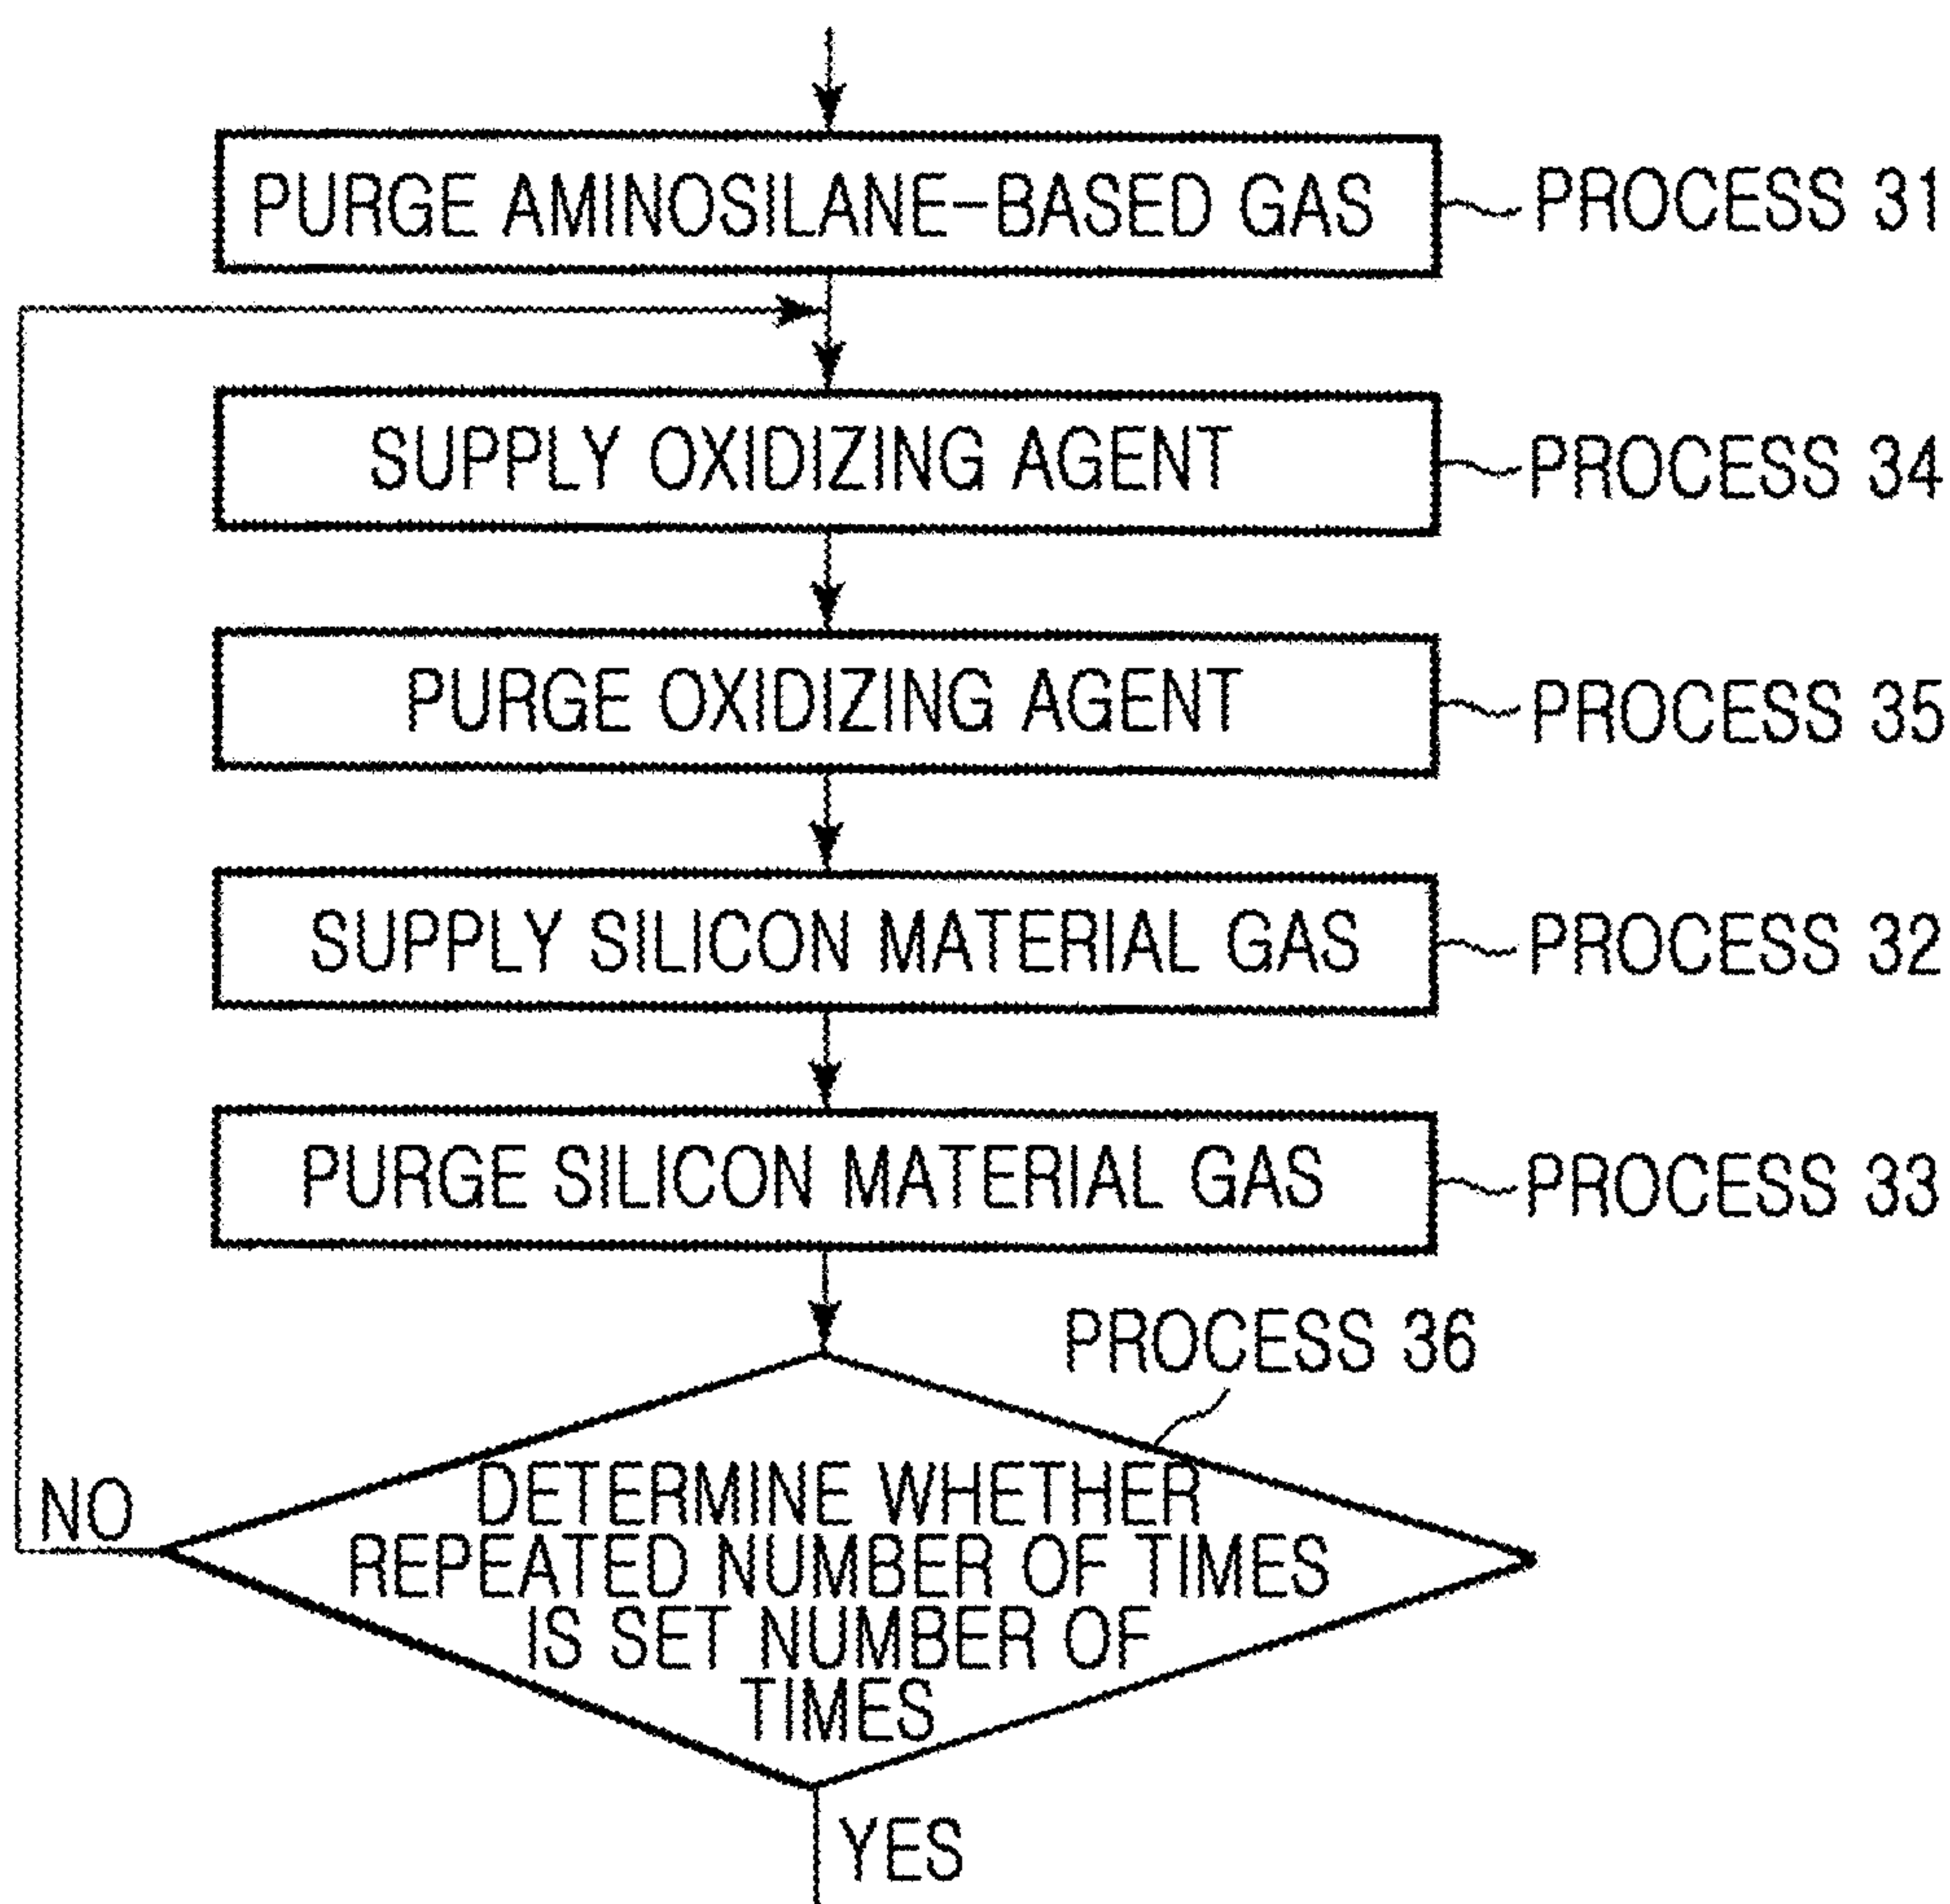 PURGE AMINOSILANE-BASED GAS
PROCESS 31
SUPPLY OXIDIZING AGENT
PROCESS 34
PURGE OXIDIZING AGENT
PROCESS 35
SUPPLY SILICON MATERIAL GAS
PROCESS 32
PURGE SILICON MATERIAL GAS
PROCESS 33
PROCESS 36
DETERMINE WHETHER
REPEATED NUMBER OF TIMES
IS SET NUMBER OF
TIMES
NO
YES